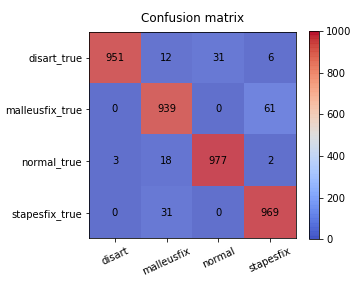 Confusion matrix
disart_true 951 12 31 6
malleusfix_true 0 939 0 61
normal_true 3 18 977 2
stapesfix_true 0 31 0 969
disart malleusfix normal stapesfix
1000
800
600
400
200
0